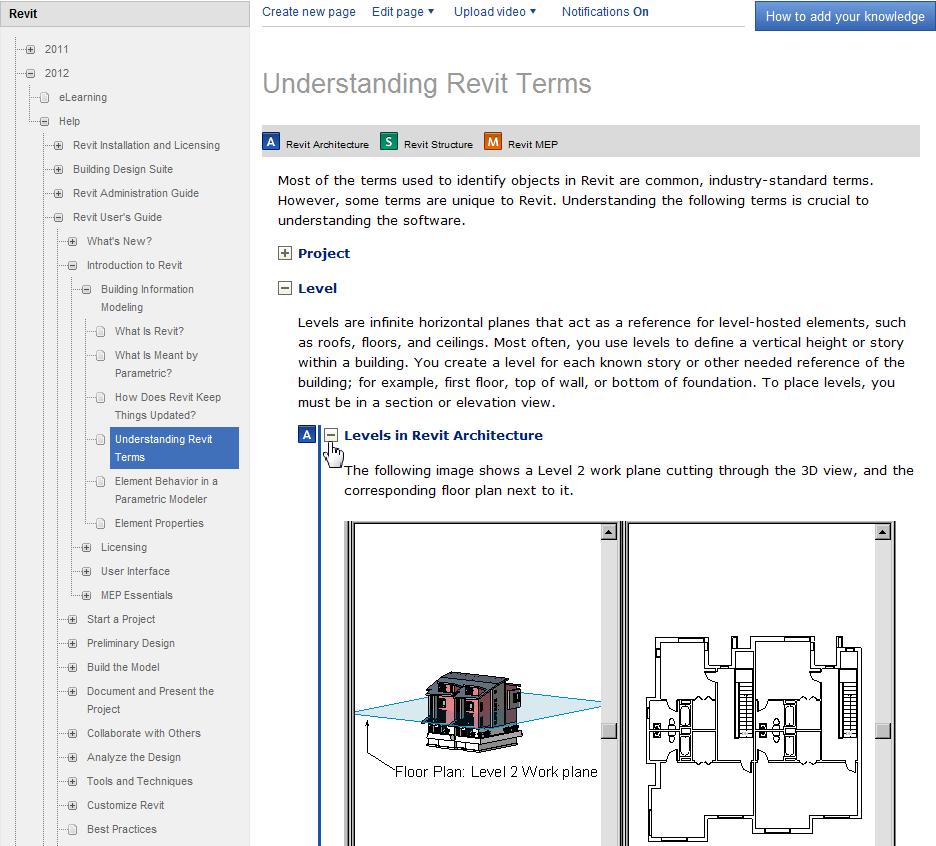 Revit
2011
2012
eLearning
Help
Revit Installation and Licensing
Building Design Suite
Revit Administration Guide
Revit User's Guide
What's New?
Introduction to Revit
Building Information
Modeling
What Is Revit?
What Is Meant by
Parametric?
How Does Revit Keep
Things Updated?
Understanding Revit
Terms
Element Behavior in a
Parametric Modeler
Element Properties
Licensing
User Interface
MEP Essentials
Start a Project
Preliminary Design
Build the Model
Document and Present the
Project
Collaborate with Others
Analyze the Design
Tools and Techniques
Customize Revit
Best Practices
Create new page Edit page Upload video Notifications On
How to add your knowledge
Understanding Revit Terms
A Revit Architecture S Revit Structure M Revit MEP
Most of the terms used to identify objects in Revit are common, industry-standard terms.
However, some terms are unique to Revit. Understanding the following terms is crucial to
understanding the software.
Project
Level
Levels are infinite horizontal planes that act as a reference for level-hosted elements, such
as roofs, floors, and ceilings. Most often, you use levels to define a vertical height or story
within a building. You create a level for each known story or other needed reference of the
building; for example, first floor, top of wall, or bottom of foundation. To place levels, you
must be in a section or elevation view.
A Levels in Revit Architecture
The following image shows a Level 2 work plane cutting through the 3D view, and the
corresponding floor plan next to it.
Floor Plan: Level 2 Work plane